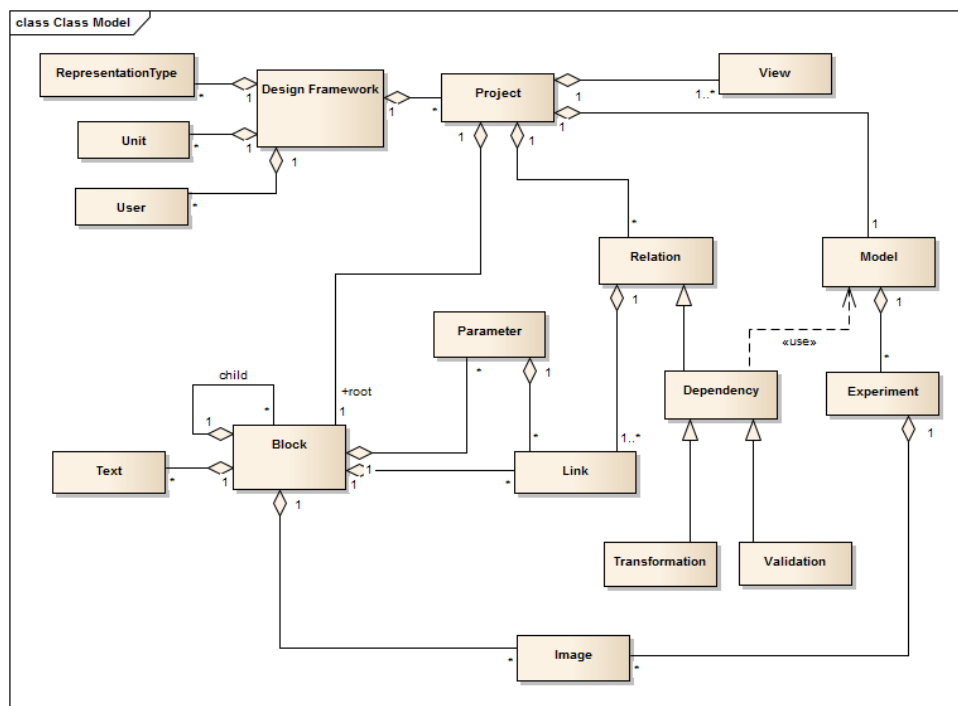 class Class Model
RepresentationType
Design Framework
Project
View
1
*
1
*
1
1..*
Unit
1
*
1
1
1
1
User
*
*
1
Relation
Model
1
1
Parameter
«use»
child
*
1
*
+root
Dependency
Experiment
*
1
1
1
Block
*
1..*
Text
1
1
Link
*
1
*
1
Transformation
Validation
Image
*
*